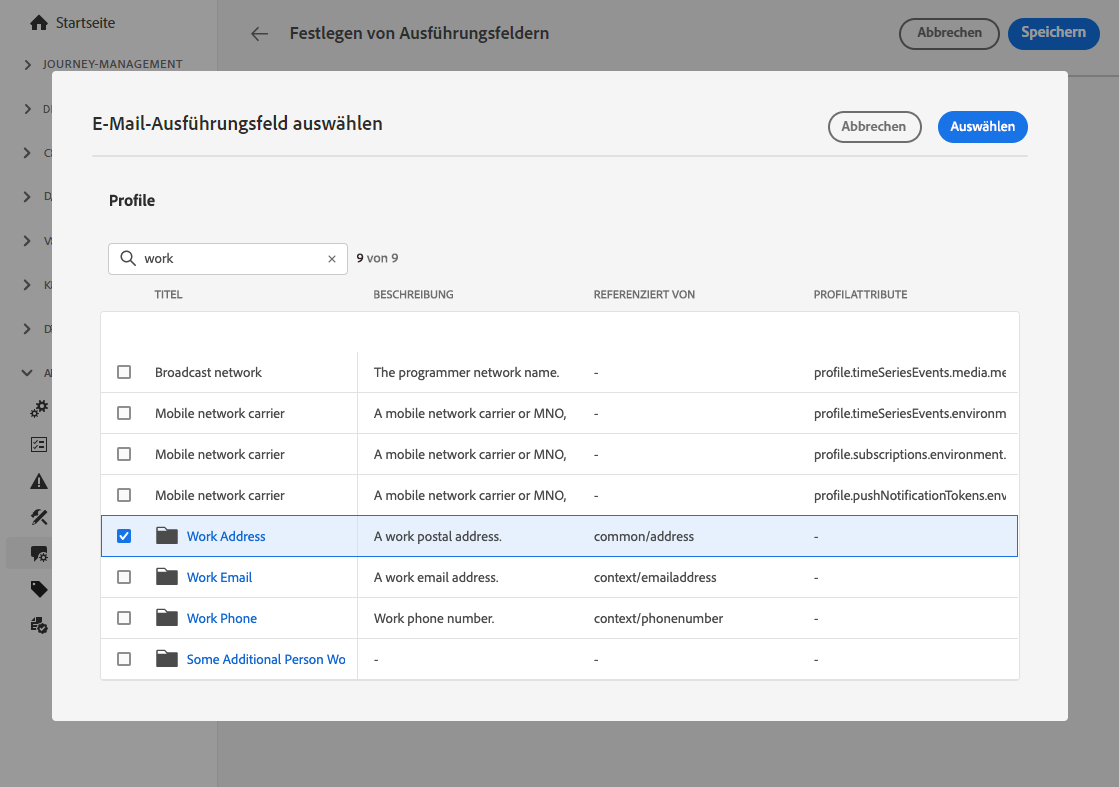 Startseite
Festlegen von Ausführungsfeldern
Abbrechen
Speichern
JOURNEY-MANAGEMENT
E-Mail-Ausführungsfeld auswählen
Abbrechen
Auswählen
Profile
work
9 von 9
TITEL BESCHREIBUNG REFERENZIERT VON PROFILATTRIBUTE
Broadcast network The programmer network name. - profile.timeSeriesEvents.media.me
Mobile network carrier A mobile network carrier or MNO, - profile.timeSeriesEvents.environm
Mobile network carrier A mobile network carrier or MNO, - profile.subscriptions.environment.
Mobile network carrier A mobile network carrier or MNO, - profile.pushNotificationTokens.env
Work Address A work postal address. common/address -
Work Email A work email address. context/emailaddress -
Work Phone Work phone number. context/phonenumber -
Some Additional Person Wo - - -